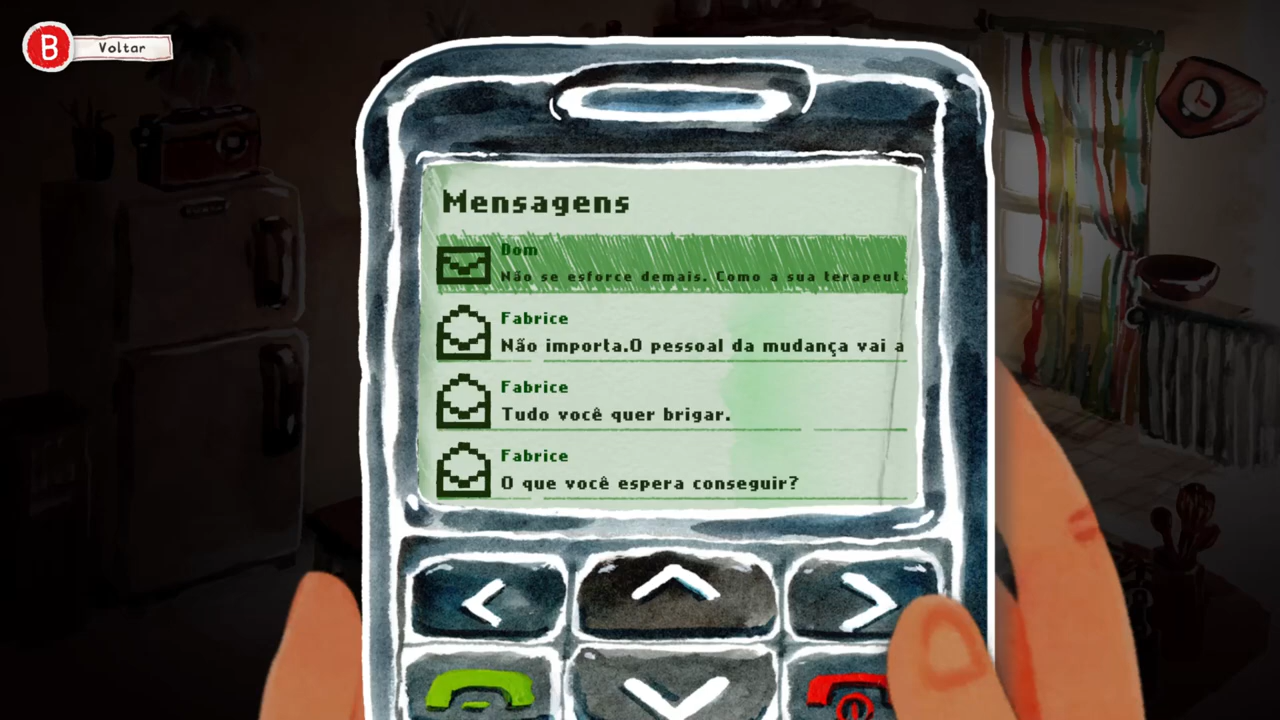 B Voltar
Mensagens
Dom
Não se esforce demais. Como a sua terapeut
Fabrice
Não importa.O pessoal da mudança vai a
Fabrice
Tudo você quer brigar.
Fabrice
O que você espera conseguir?